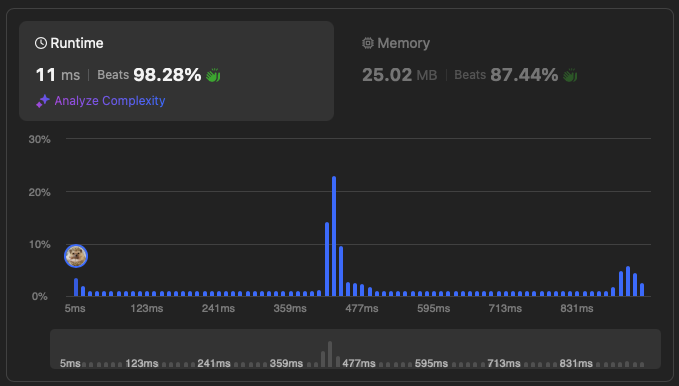 Runtime
11 ms | Beats 98.28%
Analyze Complexity
Memory
25.02 MB | Beats 87.44%
30%
20%
10%
0%
5ms 123ms 241ms 359ms 477ms 595ms 713ms 831ms
5ms 123ms 241ms 359ms 477ms 595ms 713ms 831ms